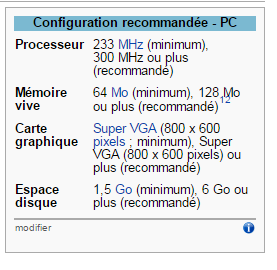 Configuration recommandée - PC
Processeur 233 MHz (minimum),
300 MHz ou plus
(recommandé)
Mémoire 64 Mo (minimum), 128 Mo
vive ou plus (recommandé)12
Carte Super VGA (800 x 600
graphique pixels ; minimum), Super
VGA (800 x 600 pixels) ou
plus (recommandé)
Espace 1,5 Go (minimum), 6 Go ou
disque plus (recommandé)
modifier